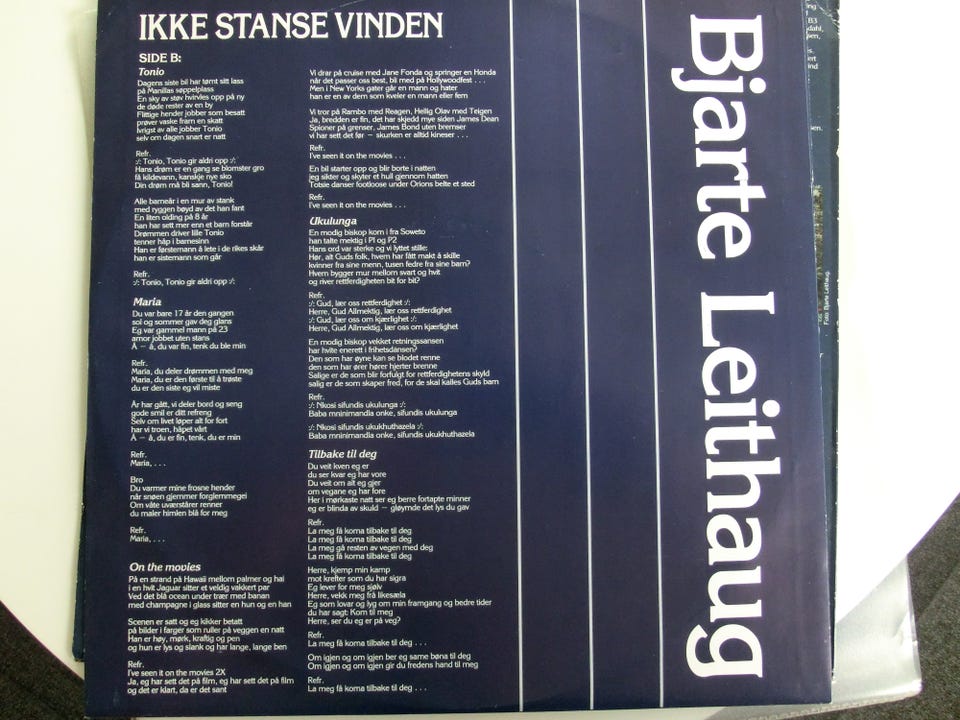 IKKE STANSE VINDEN
SIDE B:
Tonio
Dagens siste bil har tømt sitt lass
på Manillas søppelplass
En sky av støv hvirvles opp på ny
de døde rester av en by
Flittige hender jobber som besatt
prøver vaske fram en skatt
Ivrigst av alle jobber Tonio
selv om dagen snart er natt
Refr.
:/: Tonio, Tonio gir aldri opp :/:
Hans drøm er en gang se blomster gro
få kildevann, kanskje nye sko
Din drøm må bli sann, Tonio!
Alle barneår i en mur av stank
med ryggen bøyd av det han fant
En liten olding på 8 år
han har sett mer enn et barn forstår
Drømmen driver lille Tonio
tenner håp i barnesinn
Han er førstemann å lete i de rikes skår
han er sistemann som går
Refr.
:/: Tonio, Tonio gir aldri opp :/:
Maria
Du var bare 17 år den gangen
sol og sommer gav deg glans
Eg var gammel mann på 23
amor jobbet uten stans
Å – å, du var fin, tenk du ble min
Refr.
Maria, du deler drømmen med meg
Maria, du er den første til å trøste
du er den siste eg vil miste
År har gått, vi deler bord og seng
gode smil er ditt refreng
Selv om livet løper alt for fort
har vi troen, håpet vårt
Å – å, du er fin, tenk, du er min
Refr.
Maria, . . .
Bro
Du varmer mine frosne hender
når snøen gjemmer forglemmegei
Om våte uværstårer renner
du maler himlen blå for meg
Refr.
Maria, . . .
On the movies
På en strand på Hawaii mellom palmer og hai
i en hvit Jaguar sitter et veldig vakkert par
Ved det blå ocean under trær med banan
med champagne i glass sitter en hun og en han
Scenen er satt og eg kikker betatt
på bilder i farger som ruller på veggen en natt
Han er høy, mørk, kraftig og pen
og hun er lys og slank og har lange, lange ben
Refr.
I've seen it on the movies 2X
Ja, eg har sett det på film, eg har sett det på film
og det er klart, da er det sant
Vi drar på cruise med Jane Fonda og springer en Honda
når det passer oss best, bli med på Hollywoodfest . . .
Men i New Yorks gater går en mann og hater
han er en av dem som kveler en mann eller fem
Vi tror på Rambo med Reagen, Hellig Olav med Teigen
Ja, bredden er fin, det har skjedd mye siden James Dean
Spioner på grenser, James Bond uten bremser
vi har sett det før – skurken er alltid kineser . . .
Refr.
I've seen it on the movies . . .
En bil starter opp og blir borte i natten
jeg sikter og skyter et hull gjennom hatten
Totsie danser footloose under Orions belte et sted
Refr.
I've seen it on the movies . . .
Ukulunga
En modig biskop kom i fra Soweto
han talte mektig i P1 og P2
Hans ord var sterke og vi lyttet stille:
Hør, alt Guds folk, hvem har fått makt å skille
kvinner fra sine menn, tusen fedre fra sine barn?
Hvem bygger mur mellom svart og hvit
og river rettferdigheten bit for bit?
Refr.
:/: Gud, lær oss rettferdighet :/:
Herre, Gud Allmektig, lær oss rettferdighet
:/: Gud, lær oss om kjærlighet :/:
Herre, Gud Allmektig, lær oss om kjærlighet
En modig biskop vekket retningssansen
har hvite enerett i frihetsdansen?
Den som har øyne kan se blodet renne
den som har ører hører hjerter brenne
Salige er de som blir forfulgt for rettferdighetens skyld
salig er de som skaper fred, for de skal kalles Guds barn
Refr.
:/: Nkosi sifundis ukulunga :/:
Baba mninimandla onke, sifundis ukulunga
:/: Nkosi sifundis ukukhuthazela :/:
Baba mninimandla onke, sifundis ukukhuthazela
Tilbake til deg
Du veit kven eg er
du ser kvar eg har vore
Du veit om alt eg gjer
om vegane eg har fore
Her i mørkaste natt ser eg berre fortapte minner
eg er blinda av skuld – gløymde det lys du gav
Refr.
La meg få koma tilbake til deg
La meg få koma tilbake til deg
La meg gå resten av vegen med deg
La meg få koma tilbake til deg
Herre, kjemp min kamp
mot krefter som du har sigra
Eg lever for meg sjølv
Herre, vekk meg frå likesæla
Eg som lovar og lyg om min framgang og bedre tider
du har sagt: Kom til meg
Herre, ser du eg er på veg?
Refr.
La meg få koma tilbake til deg . . .
Om igjen og om igjen ber eg same bøna til deg
Om igjen og om igjen gir du fredens hand til meg
Refr.
La meg få koma tilbake til deg . . .
Bjarte Leithaug
Foto: Bjarte Leithaug